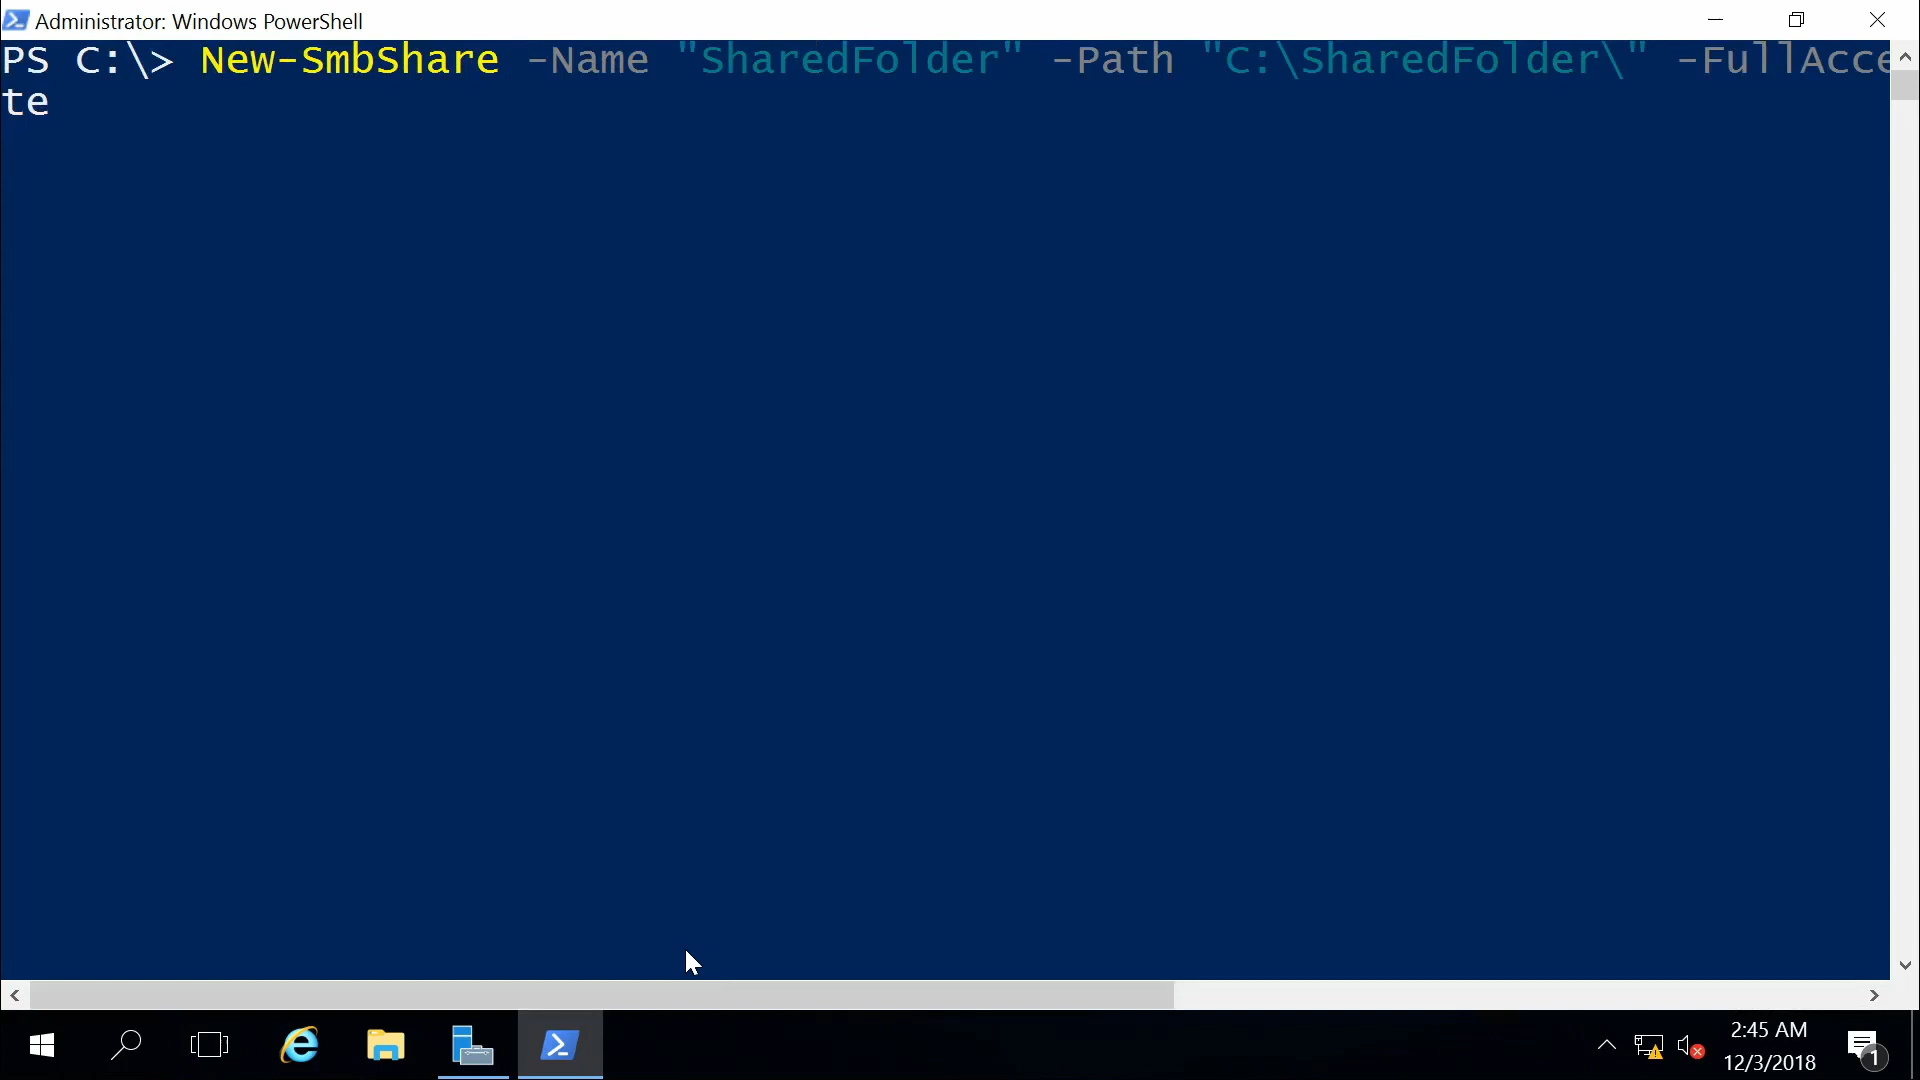 Administrator: Windows PowerShell
PS C:\> New-SmbShare -Name "SharedFolder" -Path "C:\SharedFolder\" -FullAcce
te
2:45 AM
12/3/2018
1